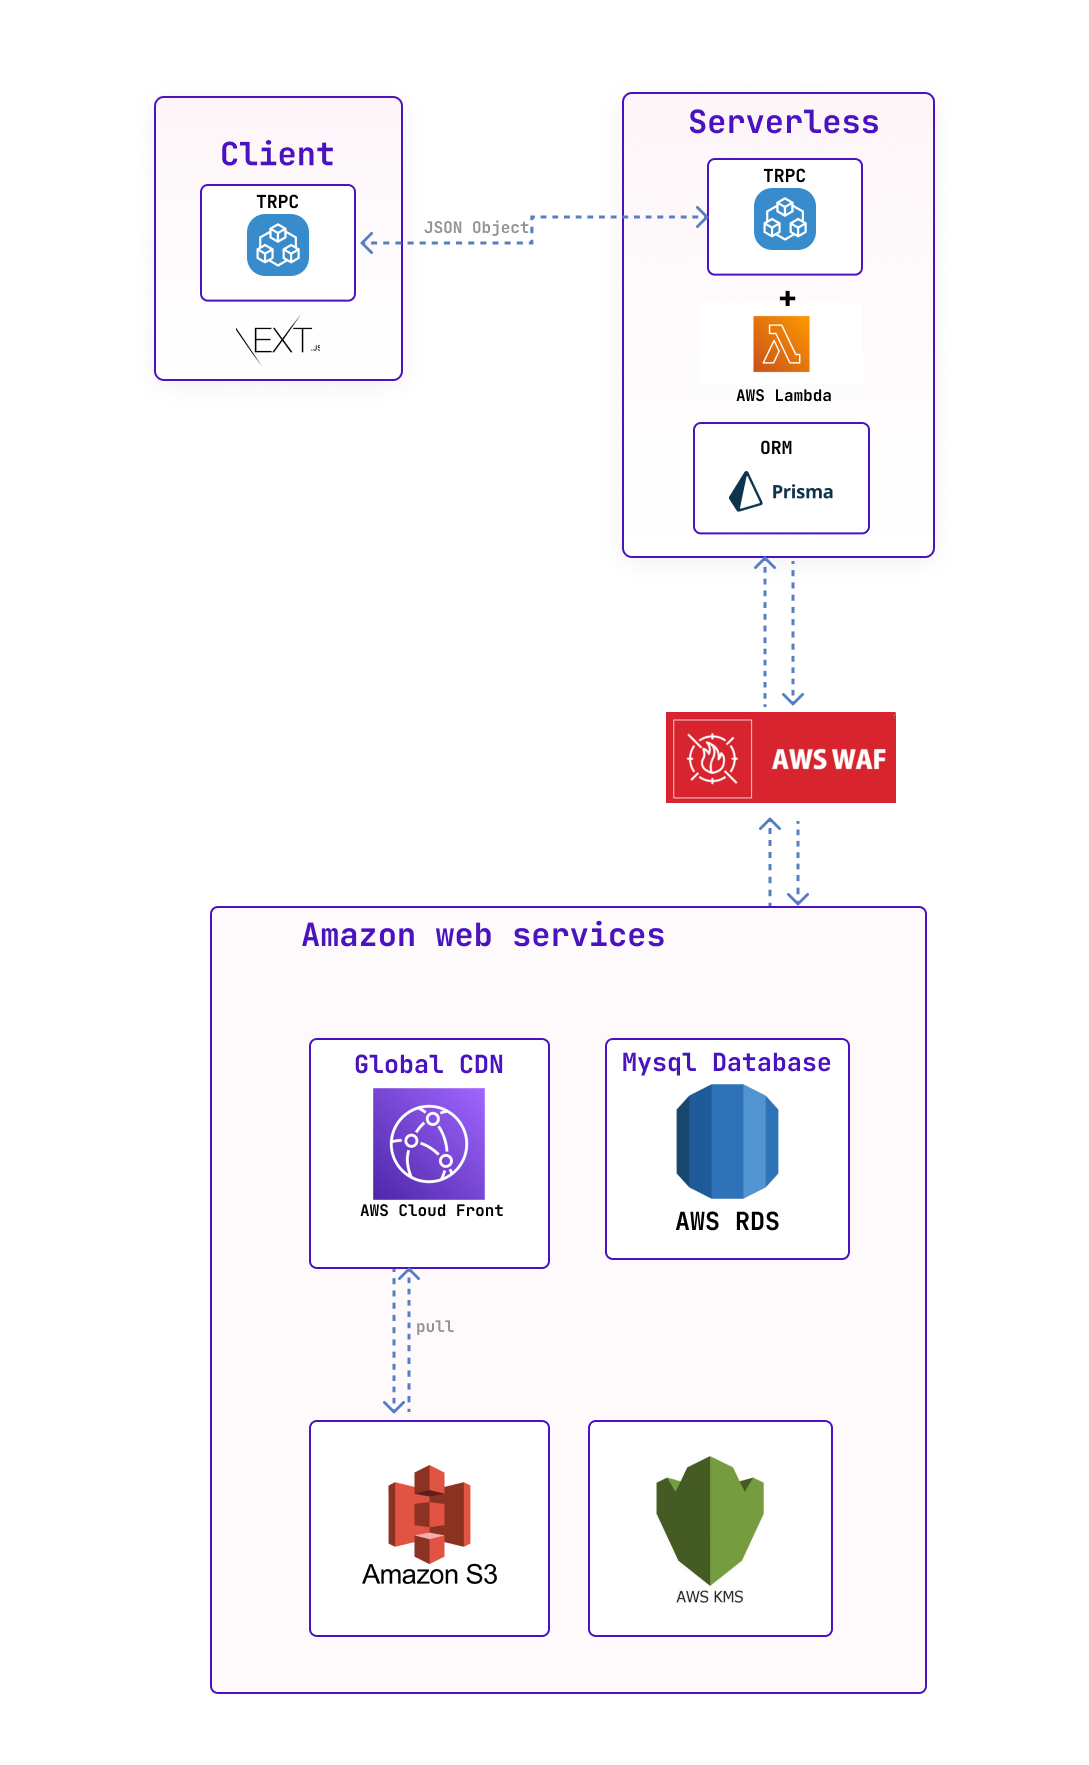 Client
TRPC
NEXT.JS
JSON Object
Serverless
TRPC
+
AWS Lambda
ORM
Prisma
AWS WAF
Amazon web services
Global CDN
AWS Cloud Front
Mysql Database
AWS RDS
pull
Amazon S3
AWS KMS